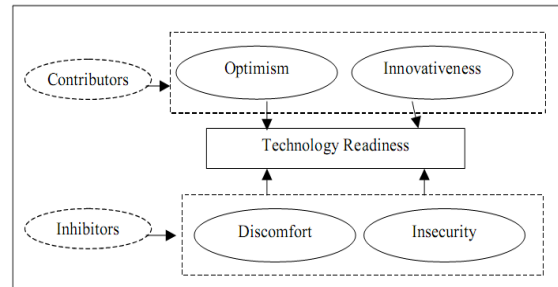 Optimism
Innovativeness
Contributors
Technology Readiness
Inhibitors
Discomfort
Insecurity